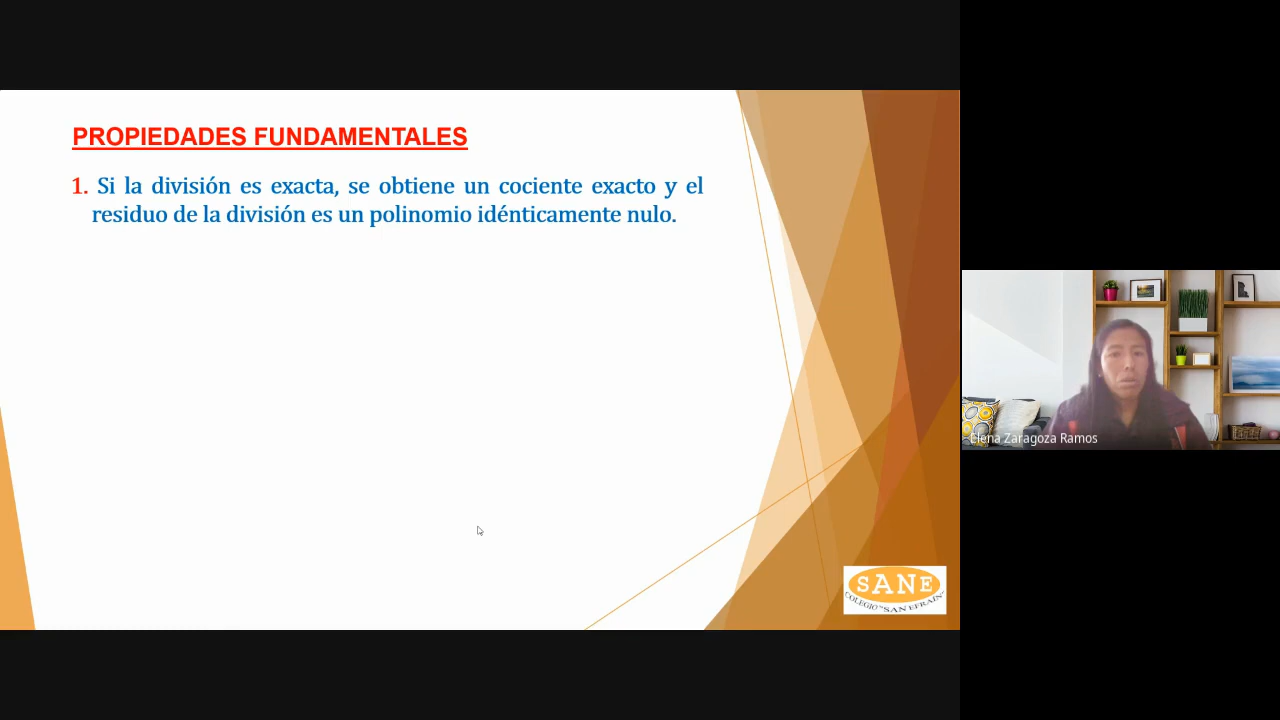 PROPIEDADES FUNDAMENTALES
1. Si la división es exacta, se obtiene un cociente exacto y el
residuo de la división es un polinomio idénticamente nulo.
Elena Zaragoza Ramos
SANE
COLEGIO "SAN EFRAIN"